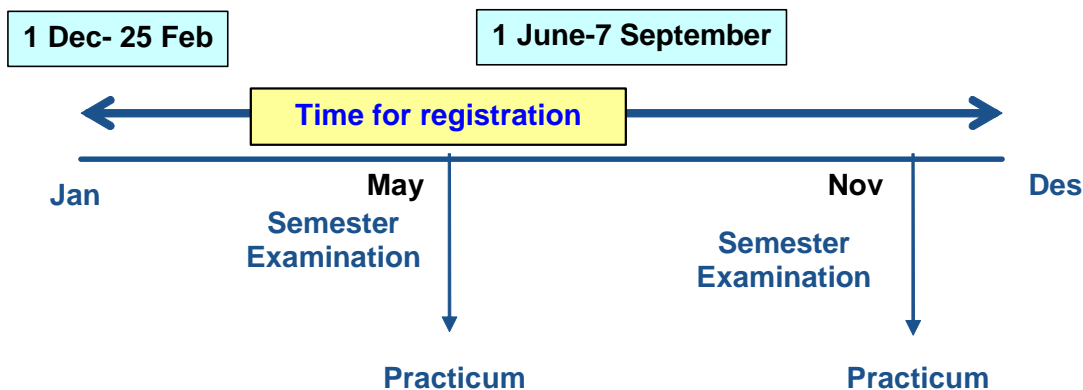 1 Dec- 25 Feb
1 June-7 September
Time for registration
Jan
May
Nov
Des
Semester
Examination
Semester
Examination
Practicum
Practicum